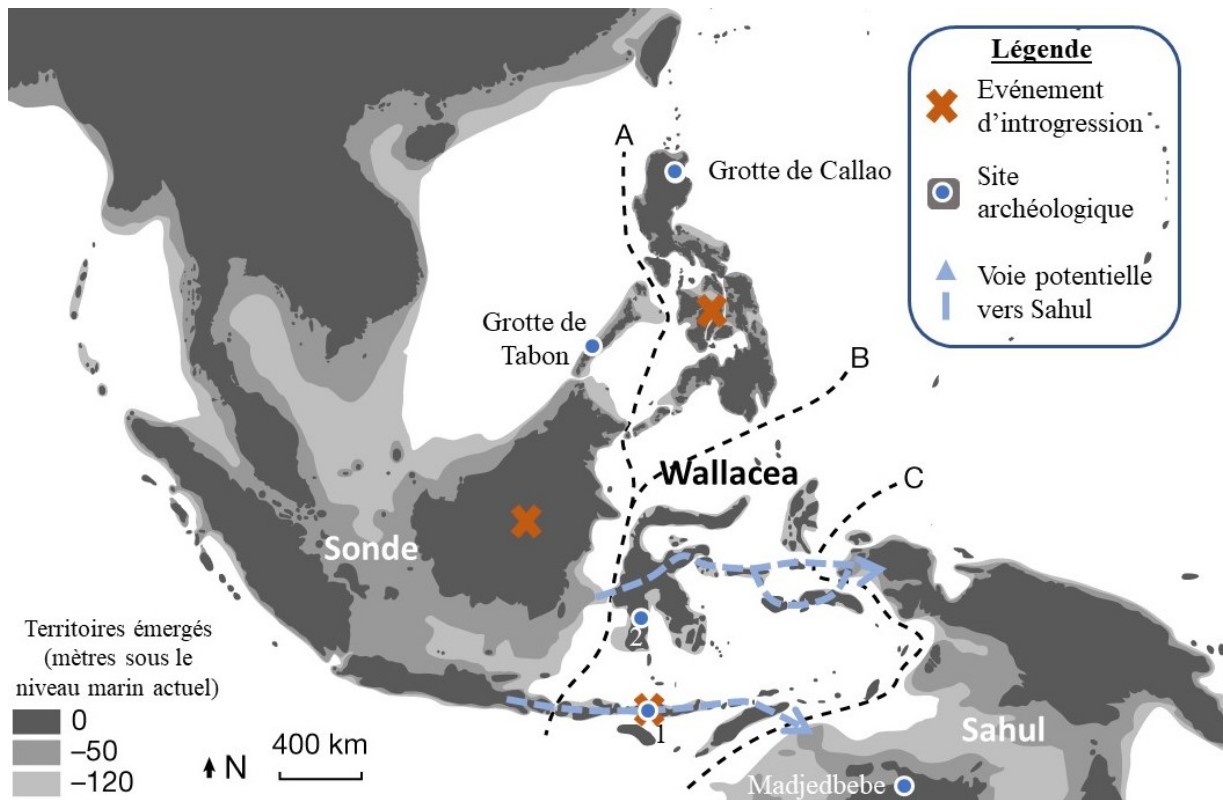 Légende
Evénement
d’introgression
Site
archéologique
Voie potentielle
vers Sahul
A
Grotte de Callao
Grotte de
Tabon
B
Wallacea
C
Sonde
2
1
Sahul
Madjedbebe
Territoires émergés
(mètres sous le
niveau marin actuel)
0
–50
–120
N
400 km